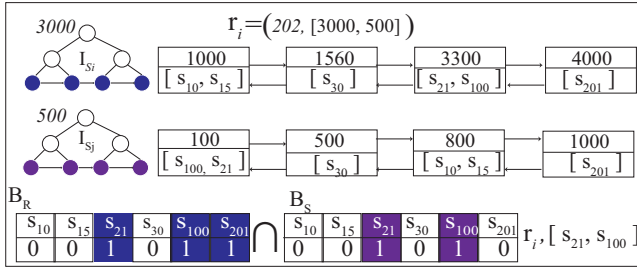 3000 r_i=(202, [3000, 500])
I_Si
1000 1560 3300 4000
[ s_10, s_15 ] [ s_30 ] [ s_21, s_100 ] [ s_201 ]
500
I_Sj
100 500 800 1000
[ s_100, s_21 ] [ s_30 ] [ s_10, s_15 ] [ s_201 ]
B_R B_S
s_10 s_15 s_21 s_30 s_100 s_201 ⋂ s_10 s_15 s_21 s_30 s_100 s_201 r_i, [ s_21, s_100 ]
0 0 1 0 1 1 0 0 1 0 1 0